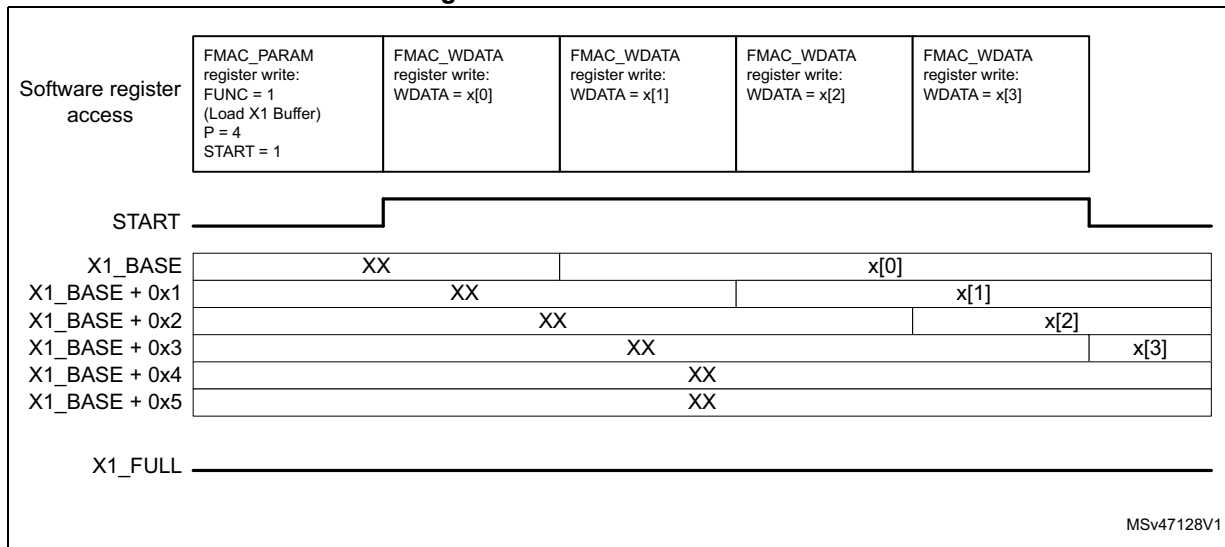 FMAC_PARAM
register write:
FUNC = 1
(Load X1 Buffer)
P = 4
START = 1
FMAC_WDATA
register write:
WDATA = x[0]
FMAC_WDATA
register write:
WDATA = x[1]
FMAC_WDATA
register write:
WDATA = x[2]
FMAC_WDATA
register write:
WDATA = x[3]
Software register
access
START
X1_BASE XX x[0]
X1_BASE + 0x1 XX x[1]
X1_BASE + 0x2 XX x[2]
X1_BASE + 0x3 XX x[3]
X1_BASE + 0x4 XX
X1_BASE + 0x5 XX
X1_FULL
MSv47128V1